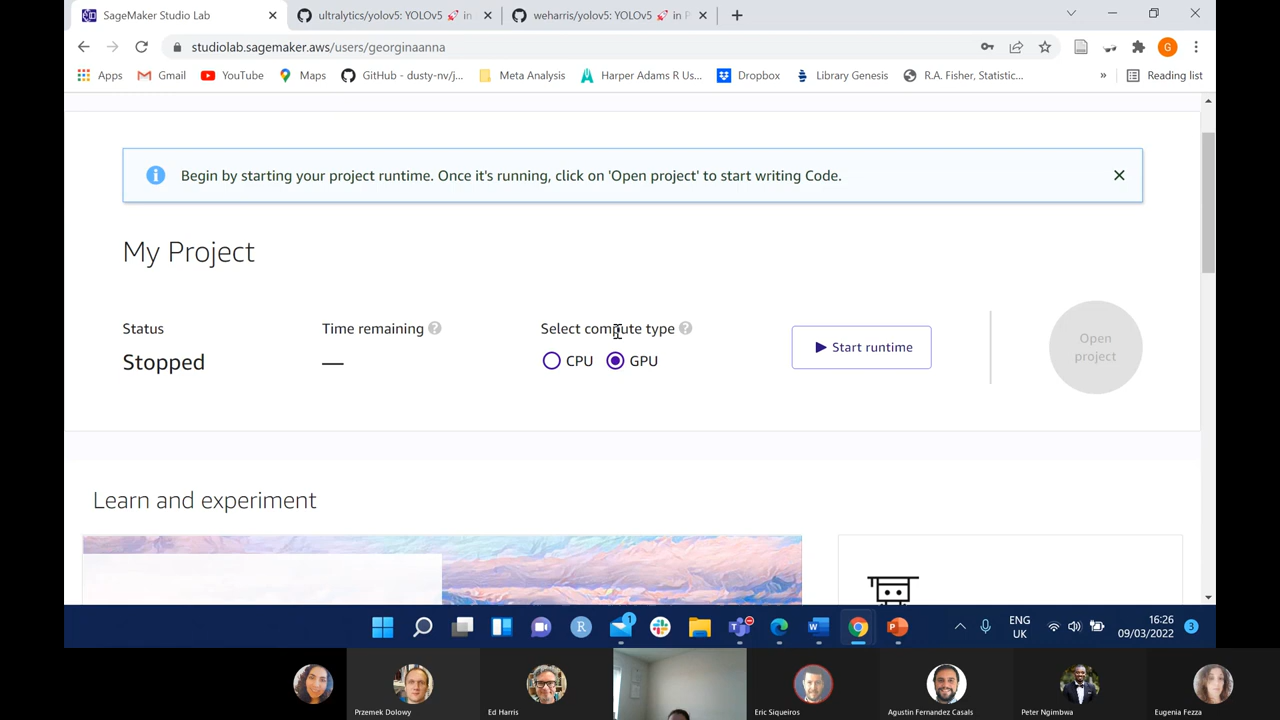 SageMaker Studio Lab
ultralytics/yolov5: YOLOv5 🚀 in
weharris/yolov5: YOLOv5 🚀 in P
studiolab.sagemaker.aws/users/georginaanna
G
Apps
Gmail
YouTube
Maps
GitHub - dusty-nv/j...
Meta Analysis
Harper Adams R Us...
Dropbox
Library Genesis
R.A. Fisher, Statistic...
»
Reading list
Begin by starting your project runtime. Once it's running, click on 'Open project' to start writing Code.
My Project
Status
Time remaining ?
Select compute type ?
Stopped
—
CPU
GPU
Start runtime
Open
project
Learn and experiment
R
1
ENG
UK
16:26
09/03/2022
3
Przemek Dolowy
Ed Harris
Eric Siqueiros
Agustin Fernandez Casals
Peter Ngimbwa
Eugenia Fezza